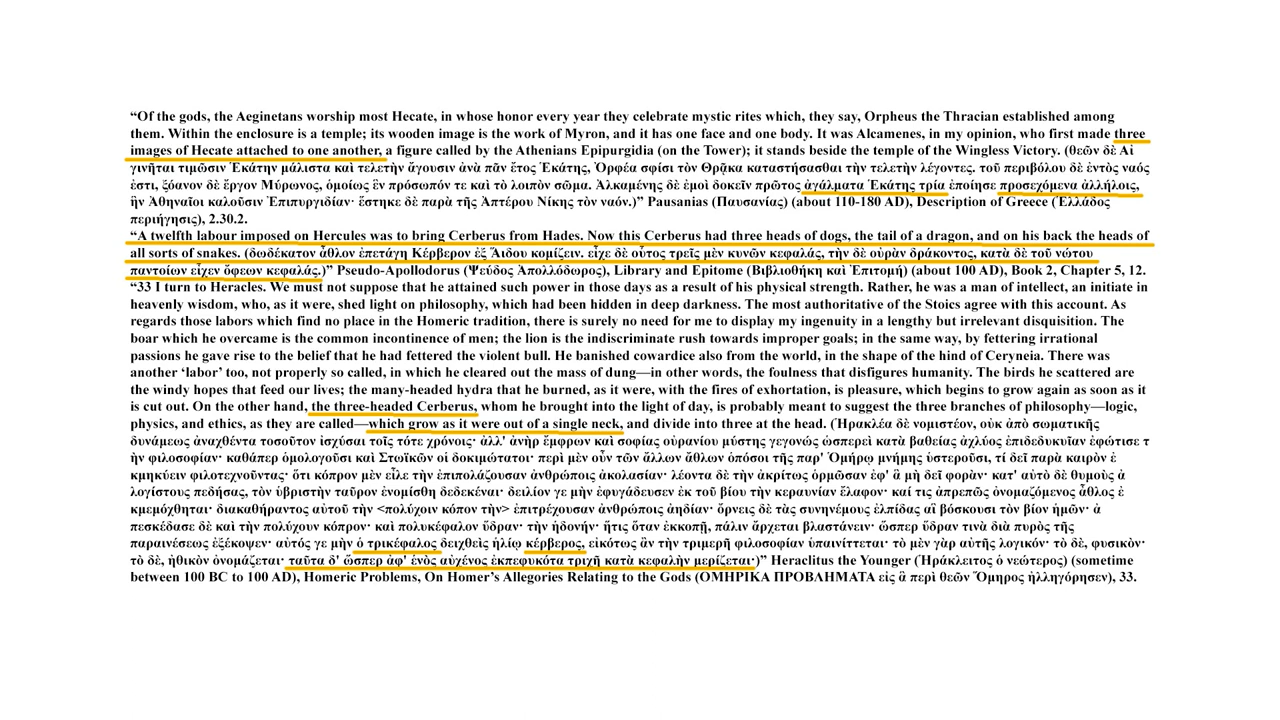 “Of the gods, the Aeginetans worship most Hecate, in whose honor every year they celebrate mystic rites which, they say, Orpheus the Thracian established among
them. Within the enclosure is a temple; its wooden image is the work of Myron, and it has one face and one body. It was Alcamenes, in my opinion, who first made three
images of Hecate attached to one another, a figure called by the Athenians Epipurgidia (on the Tower); it stands beside the temple of the Wingless Victory. (θεῶν δὲ Αἰ
γινῆται τιμῶσιν Ἑκάτην μάλιστα καὶ τελετὴν ἄγουσιν ἀνὰ πᾶν ἔτος Ἑκάτης, Ὀρφέα σφίσι τὸν Θρᾷκα καταστήσασθαι τὴν τελετὴν λέγοντες. τοῦ περιβόλου δὲ ἐντὸς ναός
ἐστι, ξόανον δὲ ἔργον Μύρωνος, ὁμοίως ἓν πρόσωπόν τε καὶ τὸ λοιπὸν σῶμα. Ἀλκαμένης δὲ ἐμοὶ δοκεῖν πρῶτος ἀγάλματα Ἑκάτης τρία ἐποίησε προσεχόμενα ἀλλήλοις,
ἣν Ἀθηναῖοι καλοῦσιν Ἐπιπυργιδίαν· ἕστηκε δὲ παρὰ τῆς Ἀπτέρου Νίκης τὸν ναόν.)” Pausanias (Παυσανίας) (about 110-180 AD), Description of Greece (Ἑλλάδος
περιήγησις), 2.30.2.
“A twelfth labour imposed on Hercules was to bring Cerberus from Hades. Now this Cerberus had three heads of dogs, the tail of a dragon, and on his back the heads of
all sorts of snakes. (δωδέκατον ἆθλον ἐπετάγη Κέρβερον ἐξ Ἅιδου κομίζειν. εἶχε δὲ οὗτος τρεῖς μὲν κυνῶν κεφαλάς, τὴν δὲ οὐρὰν δράκοντος, κατὰ δὲ τοῦ νώτου
παντοίων εἶχεν ὄφεων κεφαλάς.)” Pseudo-Apollodorus (Ψεύδος Ἀπολλόδωρος), Library and Epitome (Βιβλιοθήκη καὶ Ἐπιτομή) (about 100 AD), Book 2, Chapter 5, 12.
“33 I turn to Heracles. We must not suppose that he attained such power in those days as a result of his physical strength. Rather, he was a man of intellect, an initiate in
heavenly wisdom, who, as it were, shed light on philosophy, which had been hidden in deep darkness. The most authoritative of the Stoics agree with this account. As
regards those labors which find no place in the Homeric tradition, there is surely no need for me to display my ingenuity in a lengthy but irrelevant disquisition. The
boar which he overcame is the common incontinence of men; the lion is the indiscriminate rush towards improper goals; in the same way, by fettering irrational
passions he gave rise to the belief that he had fettered the violent bull. He banished cowardice also from the world, in the shape of the hind of Ceryneia. There was
another ‘labor’ too, not properly so called, in which he cleared out the mass of dung—in other words, the foulness that disfigures humanity. The birds he scattered are
the windy hopes that feed our lives; the many-headed hydra that he burned, as it were, with the fires of exhortation, is pleasure, which begins to grow again as soon as it
is cut out. On the other hand, the three-headed Cerberus, whom he brought into the light of day, is probably meant to suggest the three branches of philosophy—logic,
physics, and ethics, as they are called—which grow as it were out of a single neck, and divide into three at the head. (Ἡρακλέα δὲ νομιστέον, οὐκ ἀπὸ σωματικῆς
δυνάμεως ἀναχθέντα τοσοῦτον ἰσχύσαι τοῖς τότε χρόνοις· ἀλλ' ἀνὴρ ἔμφρων καὶ σοφίας οὐρανίου μύστης γεγονώς ὡσπερεὶ κατὰ βαθείας ἀχλύος ἐπιδεδυκυῖαν ἐφώτισε τ
ὴν φιλοσοφίαν· καθάπερ ὁμολογοῦσι καὶ Στωϊκῶν οἱ δοκιμώτατοι· περὶ μὲν οὖν τῶν ἄλλων ἄθλων ὁπόσοι τῆς παρ' Ὁμήρῳ μνήμης ὑστεροῦσι, τί δεῖ παρὰ καιρὸν ἐ
κμηκύειν φιλοτεχνοῦντας· ὅτι κόπρον μὲν εἷλε τὴν ἐπιπολάζουσαν ἀνθρώποις ἀκολασίαν· λέοντα δὲ τὴν ἀκρίτως ὁρμῶσαν ἐφ' ἃ μὴ δεῖ φοράν· κατ' αὐτὸ δὲ θυμοὺς ἀ
λογίστους πεδήσας, τὸν ὑβριστὴν ταῦρον ἐνομίσθη δεδεκέναι· δειλίον γε μὴν ἐφυγάδευσεν ἐκ τοῦ βίου τὴν κεραυνίαν ἔλαφον· καί τις ἀπρεπῶς ὀνομαζόμενος ἆθλος ἐ
κμεμόχθηται· διακαθήραντος αὐτοῦ τὴν <πολύχοιν κόπον τὴν> ἐπιτρέχουσαν ἀνθρώποις ἀηδίαν· ὄρνεις δὲ τὰς συνηνέμους ἐλπίδας αἳ βόσκουσι τὸν βίον ἡμῶν· ἀ
πεσκέδασε δὲ καὶ τὴν πολύχουν κόπρον· καὶ πολυκέφαλον ὕδραν· τὴν ἡδονήν· ἥτις ὅταν ἐκκοπῇ, πάλιν ἄρχεται βλαστάνειν· ὥσπερ ὕδραν τινὰ διὰ πυρὸς τῆς
παραινέσεως ἐξέκοψεν· αὐτός γε μὴν ὁ τρικέφαλος δειχθεὶς ἡλίῳ κέρβερος, εἰκότως ἂν τὴν τριμερῆ φιλοσοφίαν ὑπαινίττεται· τὸ μὲν γὰρ αὐτῆς λογικόν· τὸ δὲ, φυσικὸν·
τὸ δὲ, ἠθικὸν ὀνομάζεται· ταῦτα δ' ὥσπερ ἀφ' ἑνὸς αὐχένος ἐκπεφυκότα τριχῆ κατὰ κεφαλὴν μερίζεται·)” Heraclitus the Younger (Ἡράκλειτος ὁ νεώτερος) (sometime
between 100 BC to 100 AD), Homeric Problems, On Homer’s Allegories Relating to the Gods (ΟΜΗΡΙΚΑ ΠΡΟΒΛΗΜΑΤΑ εἰς ἃ περὶ θεῶν Ὅμηρος ἠλληγόρησεν), 33.